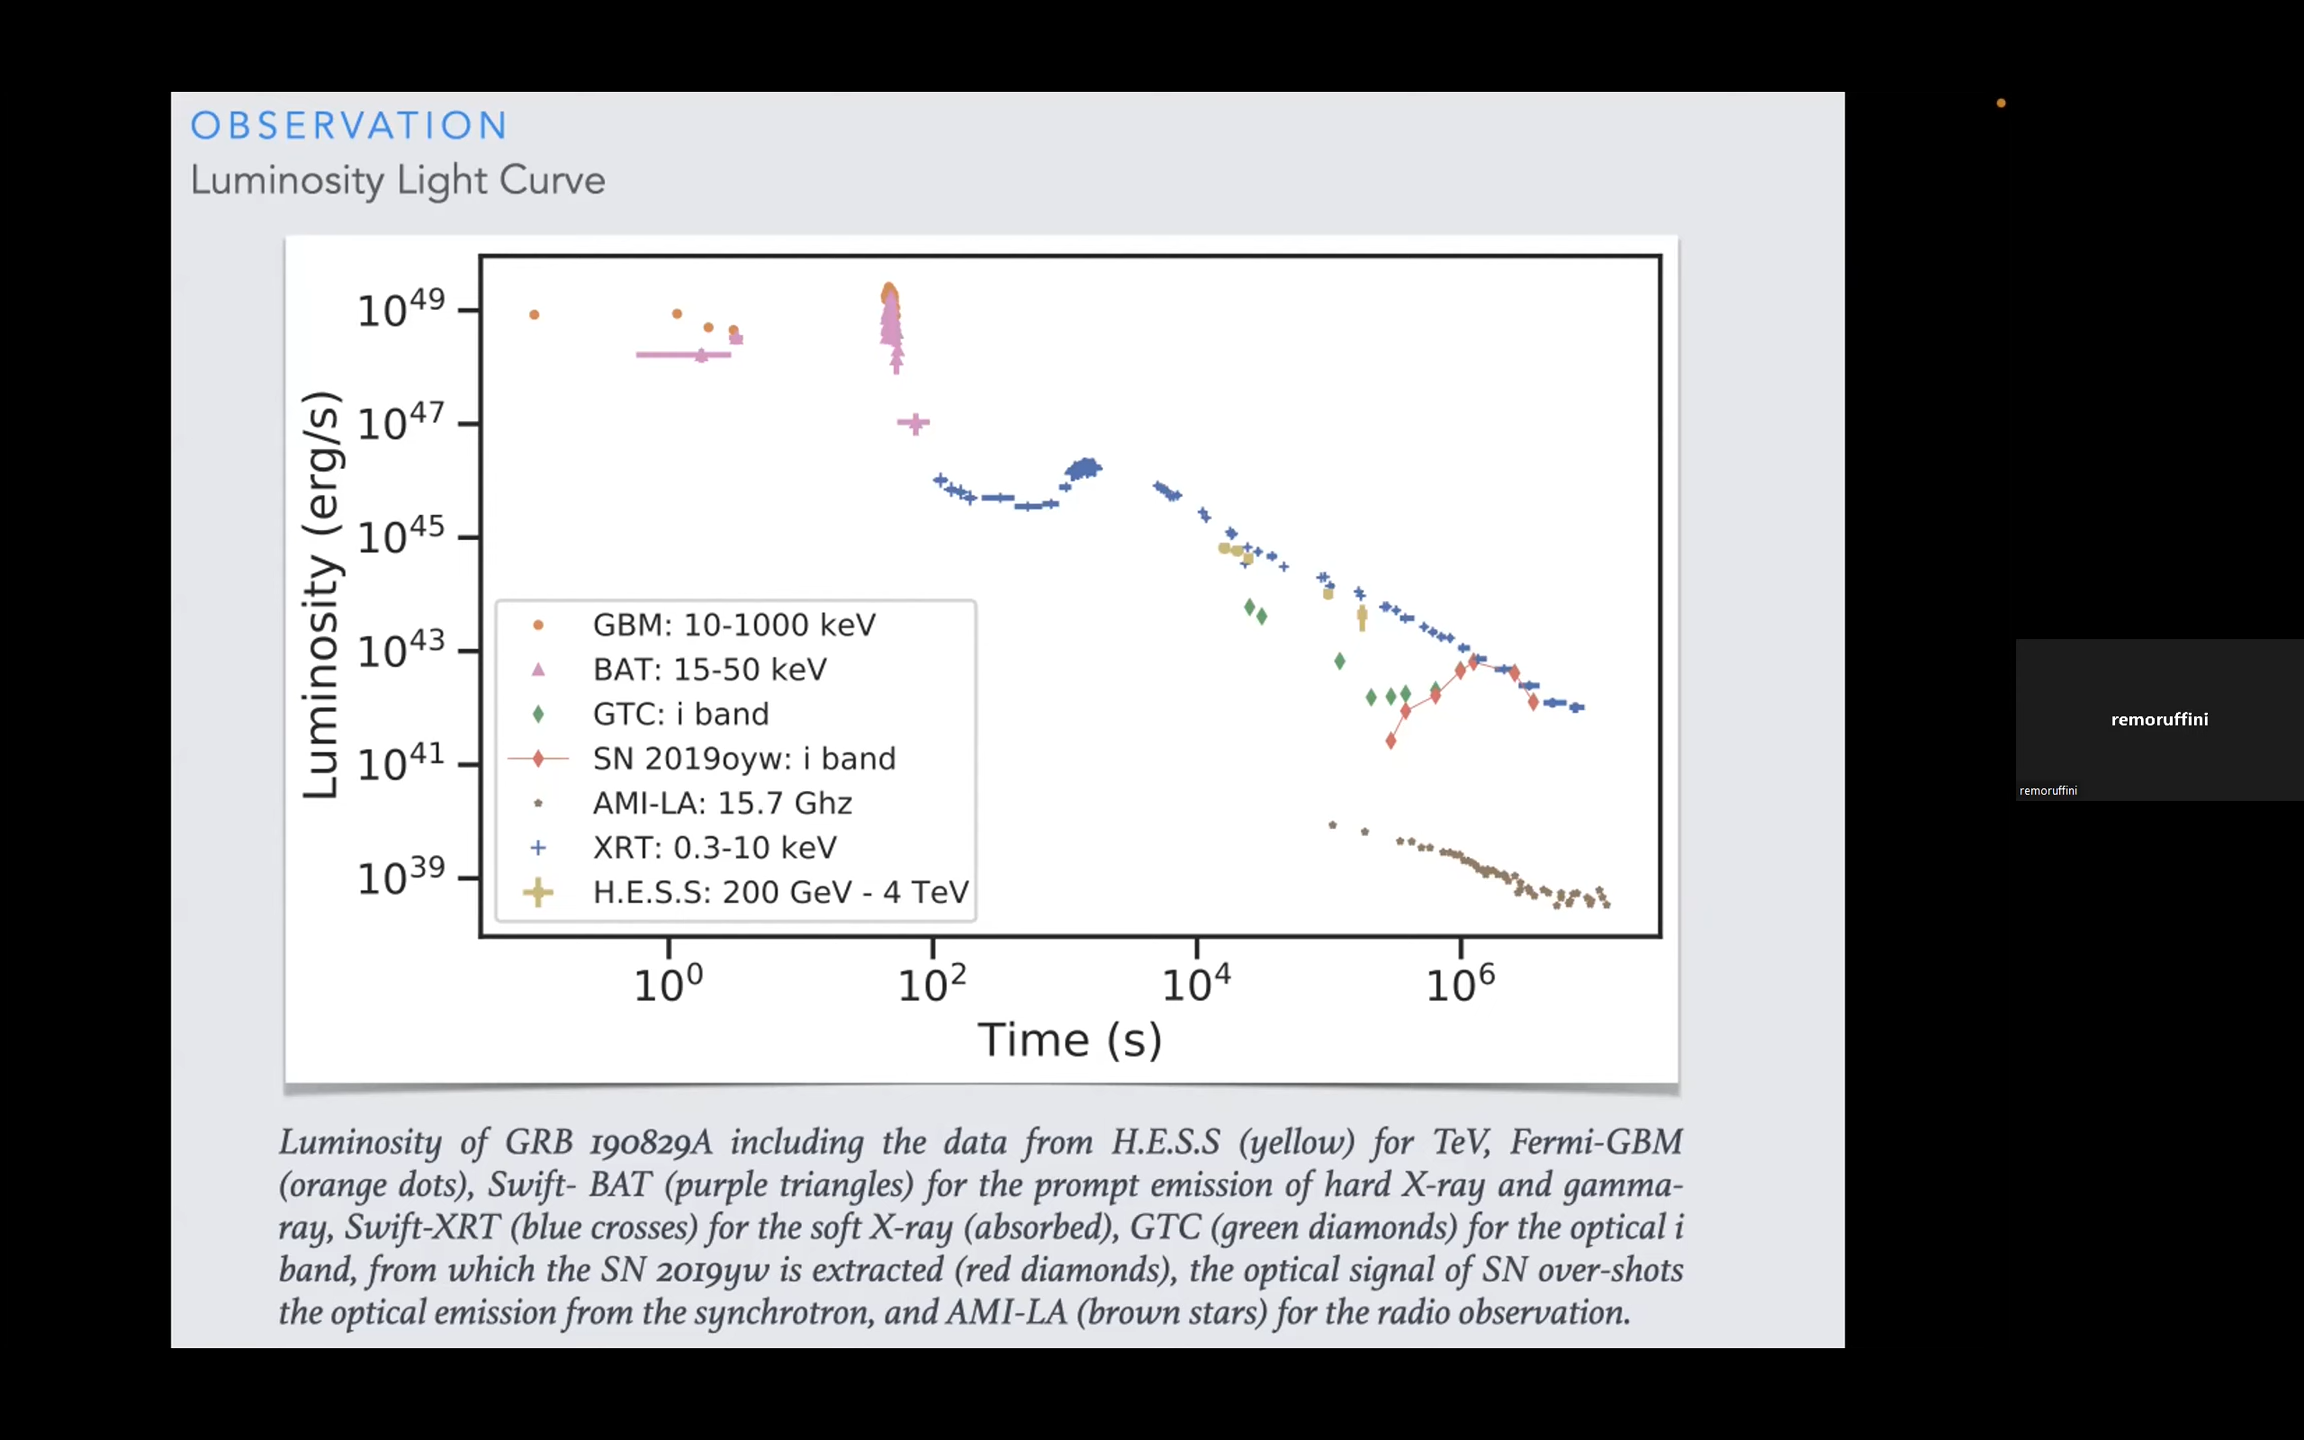 OBSERVATION
Luminosity Light Curve
10^49
10^47
10^45
10^43
10^41
10^39
Luminosity (erg/s)
GBM: 10-1000 keV
BAT: 15-50 keV
GTC: i band
SN 2019oyw: i band
AMI-LA: 15.7 Ghz
XRT: 0.3-10 keV
H.E.S.S: 200 GeV - 4 TeV
10^0 10^2 10^4 10^6
Time (s)
Luminosity of GRB 190829A including the data from H.E.S.S (yellow) for TeV, Fermi-GBM
(orange dots), Swift- BAT (purple triangles) for the prompt emission of hard X-ray and gamma-
ray, Swift-XRT (blue crosses) for the soft X-ray (absorbed), GTC (green diamonds) for the optical i
band, from which the SN 2019yw is extracted (red diamonds), the optical signal of SN over-shots
the optical emission from the synchrotron, and AMI-LA (brown stars) for the radio observation.
remoruffini
remoruffini